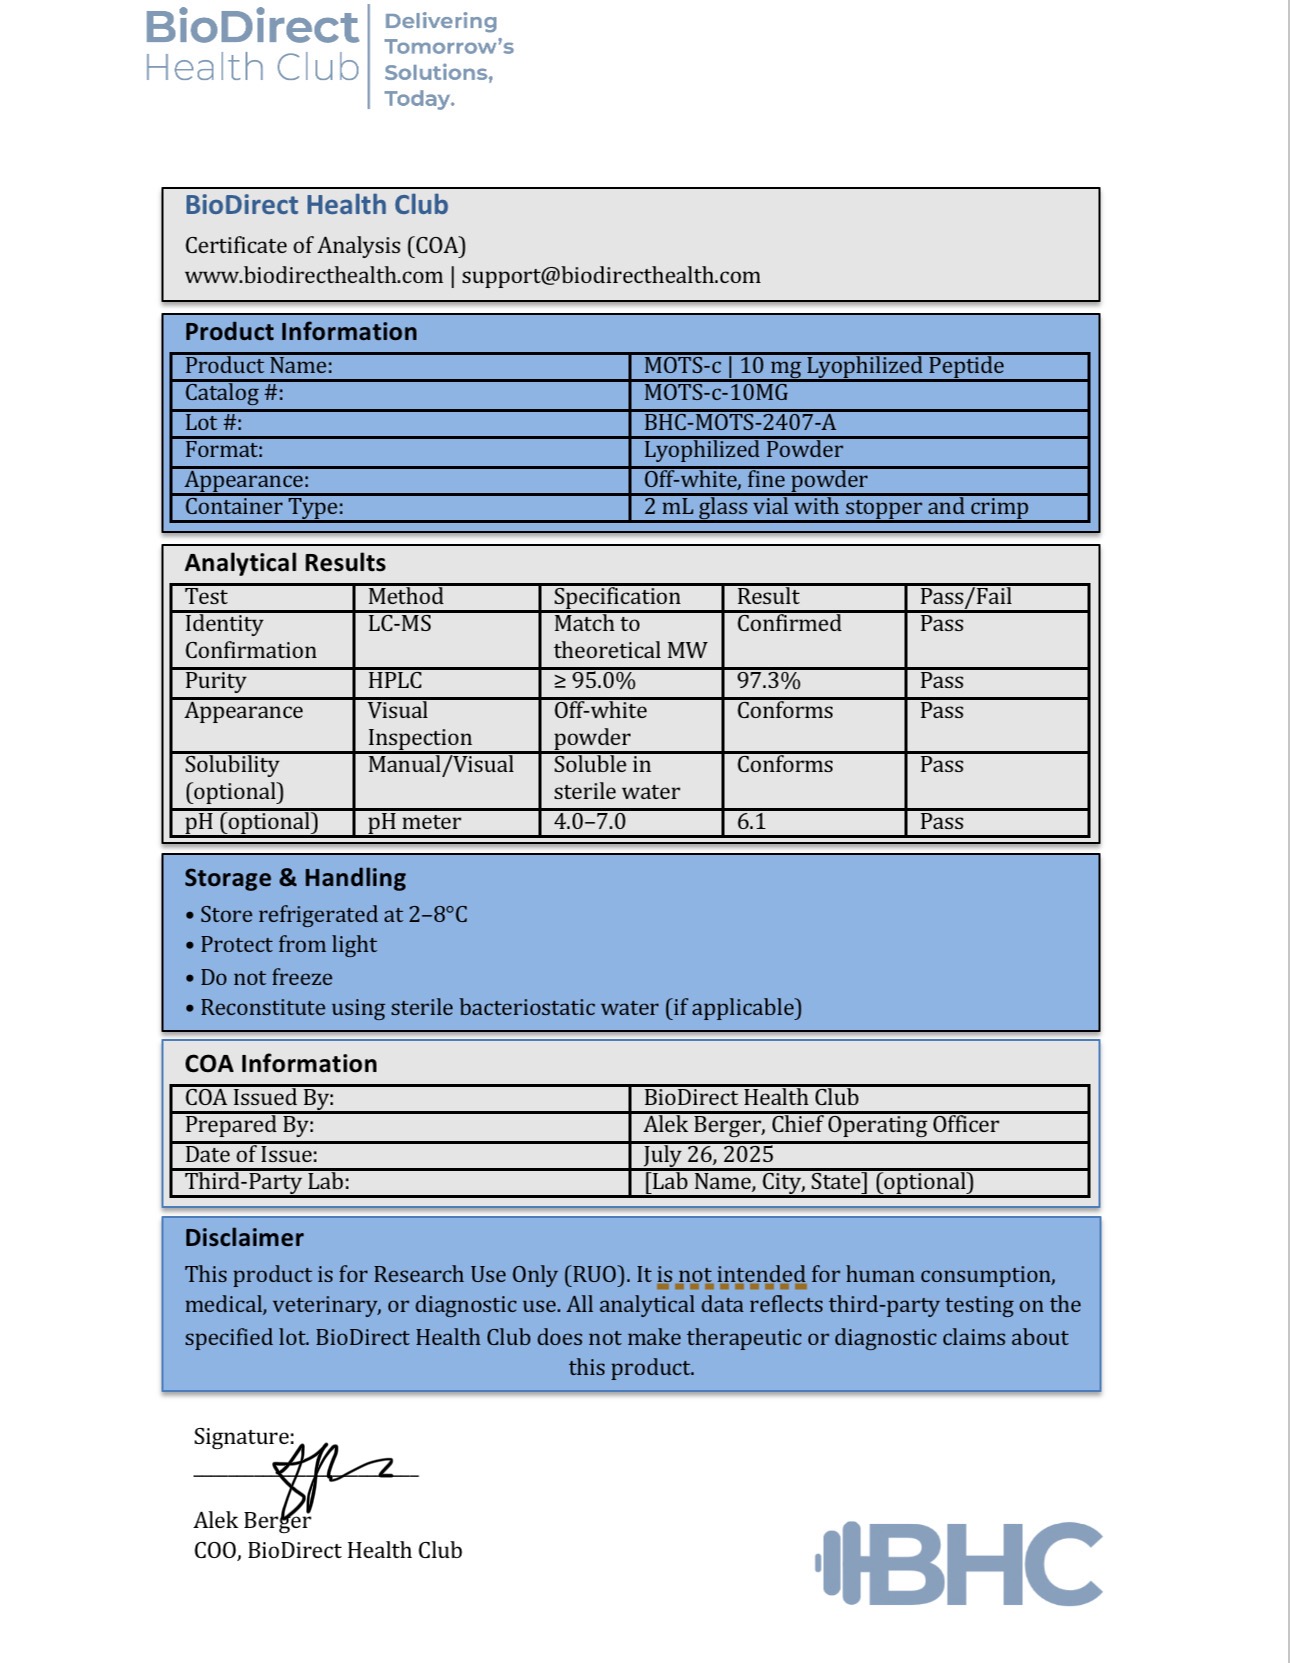 BioDirect
Health Club
Delivering
Tomorrow's
Solutions,
Today.
BioDirect Health Club
Certificate of Analysis (COA)
www.biodirecthealth.com | support@biodirecthealth.com
Product Information
Product Name: MOTS-c | 10 mg Lyophilized Peptide
Catalog #: MOTS-c-10MG
Lot #: BHC-MOTS-2407-A
Format: Lyophilized Powder
Appearance: Off-white, fine powder
Container Type: 2 mL glass vial with stopper and crimp
Analytical Results
Test Method Specification Result Pass/Fail
Identity LC-MS Match to Confirmed Pass
Confirmation theoretical MW
Purity HPLC ≥ 95.0% 97.3% Pass
Appearance Visual Off-white Conforms Pass
Inspection powder
Solubility Manual/Visual Soluble in Conforms Pass
(optional) sterile water
pH (optional) pH meter 4.0–7.0 6.1 Pass
Storage & Handling
• Store refrigerated at 2–8°C
• Protect from light
• Do not freeze
• Reconstitute using sterile bacteriostatic water (if applicable)
COA Information
COA Issued By: BioDirect Health Club
Prepared By: Alek Berger, Chief Operating Officer
Date of Issue: July 26, 2025
Third-Party Lab: [Lab Name, City, State] (optional)
Disclaimer
This product is for Research Use Only (RUO). It is not intended for human consumption,
medical, veterinary, or diagnostic use. All analytical data reflects third-party testing on the
specified lot. BioDirect Health Club does not make therapeutic or diagnostic claims about
this product.
Signature:
Alek Berger
COO, BioDirect Health Club
BHC